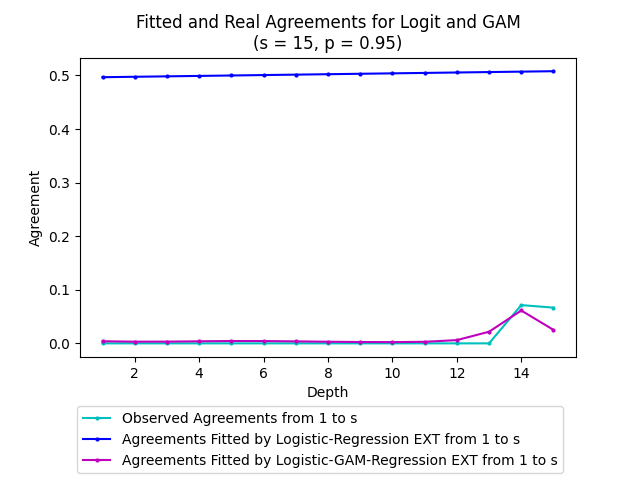 Fitted and Real Agreements for Logit and GAM
(s = 15, p = 0.95)
0.5
0.4
0.3
0.2
0.1
0.0
Agreement
2 4 6 8 10 12 14
Depth
Observed Agreements from 1 to s
Agreements Fitted by Logistic-Regression EXT from 1 to s
Agreements Fitted by Logistic-GAM-Regression EXT from 1 to s